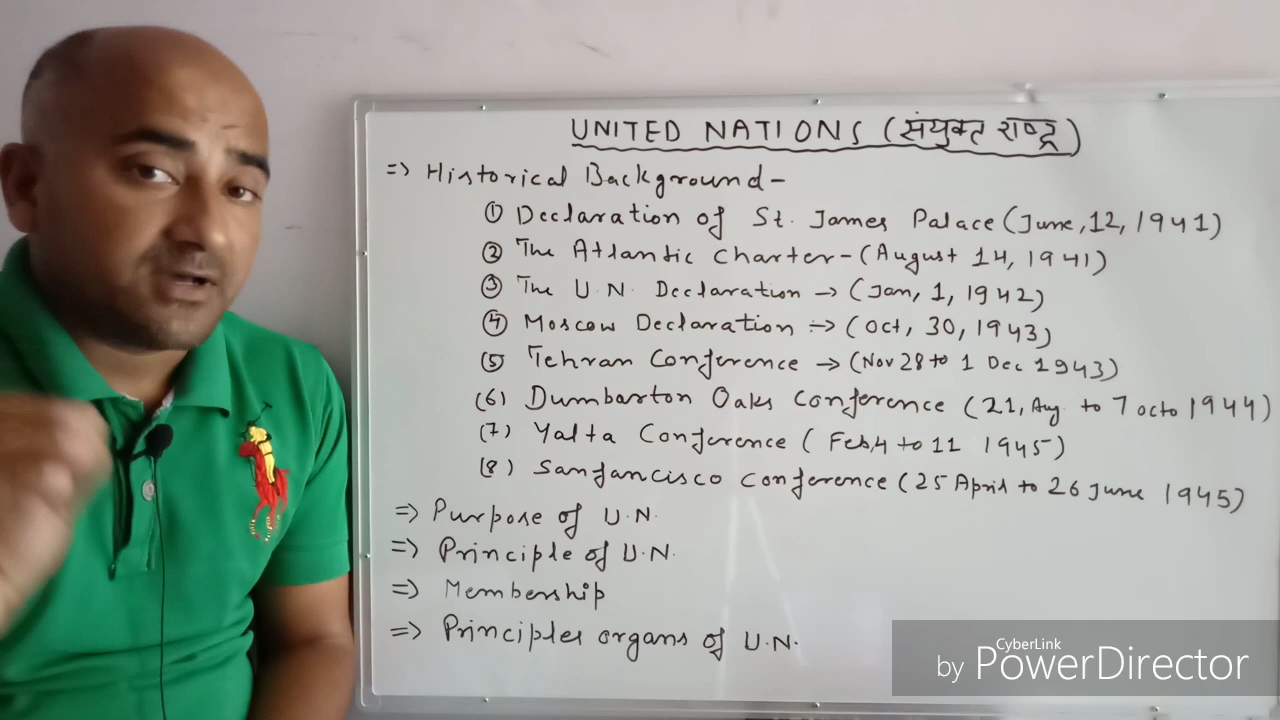 UNITED NATIONS (संयुक्त राष्ट्र)
=> Historical Background -
① Declaration of St. James Palace (June, 12, 1941)
② The Atlantic Charter - (August 14, 1941)
③ The U.N. Declaration → (Jan, 1, 1942)
④ Moscow Declaration → (Oct, 30, 1943)
⑤ Tehran Conference → (Nov 28 to 1 Dec 1943)
(6) Dumbarton Oaks Conference (21, Aug. to 7 octo 1944)
(7) Yalta Conference ( Feb,4 to 11 1945)
(8) Sanfancisco Conference (25 April to 26 June 1945)
=> Purpose of U.N.
=> Principle of U.N.
=> Membership
=> Principles organs of U.N.
CyberLink
by PowerDirector